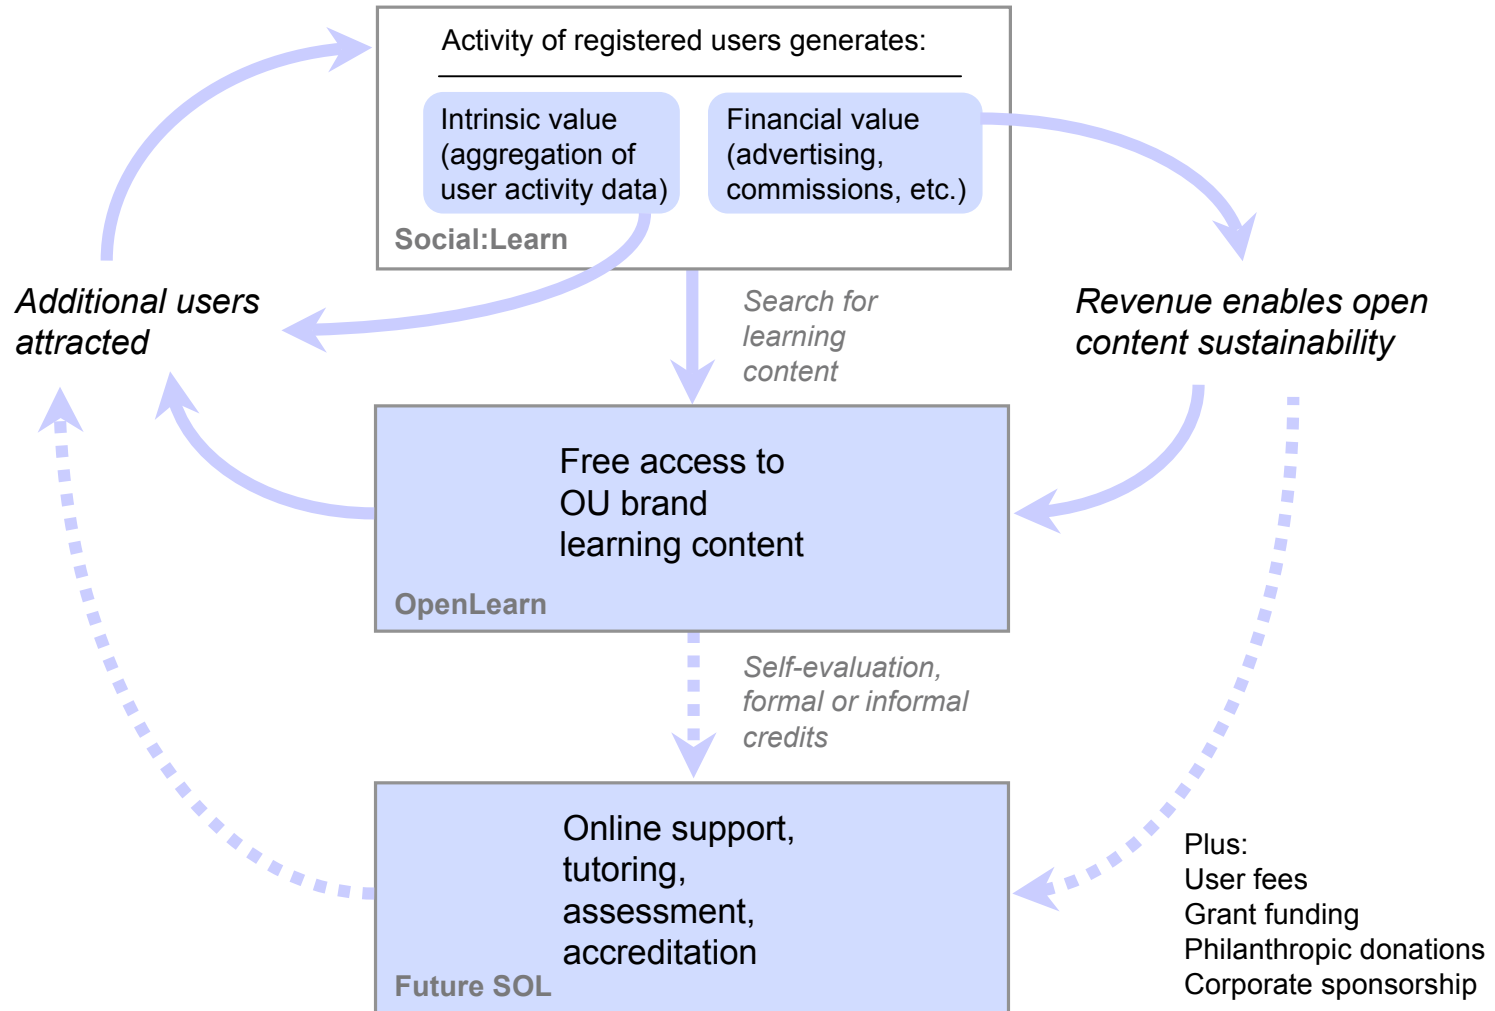 Activity of registered users generates:
Intrinsic value
(aggregation of
user activity data)
Financial value
(advertising,
commissions, etc.)
Social:Learn
Additional users
attracted
Search for
learning
content
Revenue enables open
content sustainability
Free access to
OU brand
learning content
OpenLearn
Self-evaluation,
formal or informal
credits
Online support,
tutoring,
assessment,
accreditation
Future SOL
Plus:
User fees
Grant funding
Philanthropic donations
Corporate sponsorship